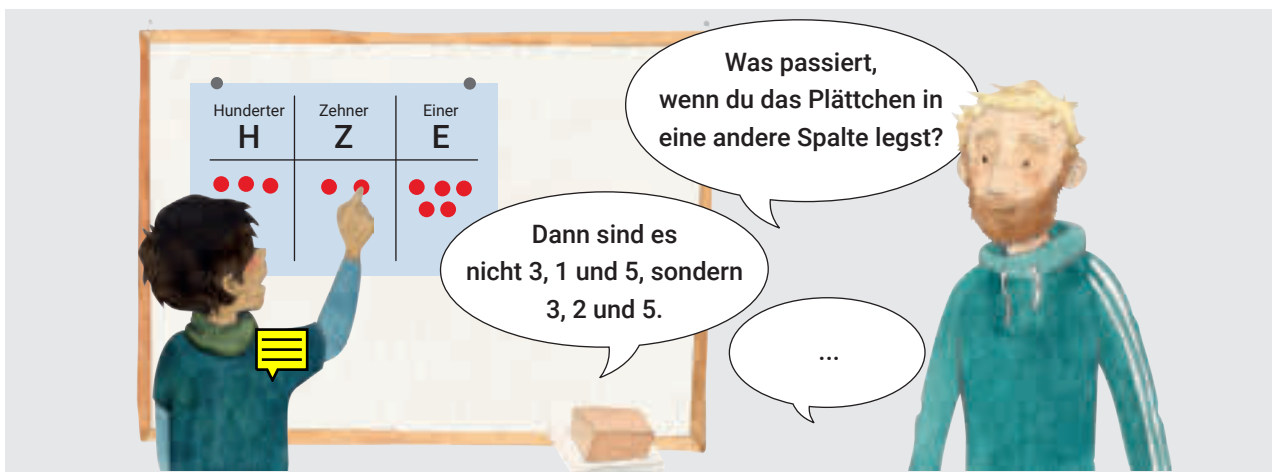 Hunderter Zehner Einer
H Z E
Was passiert,
wenn du das Plättchen in
eine andere Spalte legst?
Dann sind es
nicht 3, 1 und 5, sondern
3, 2 und 5.
...